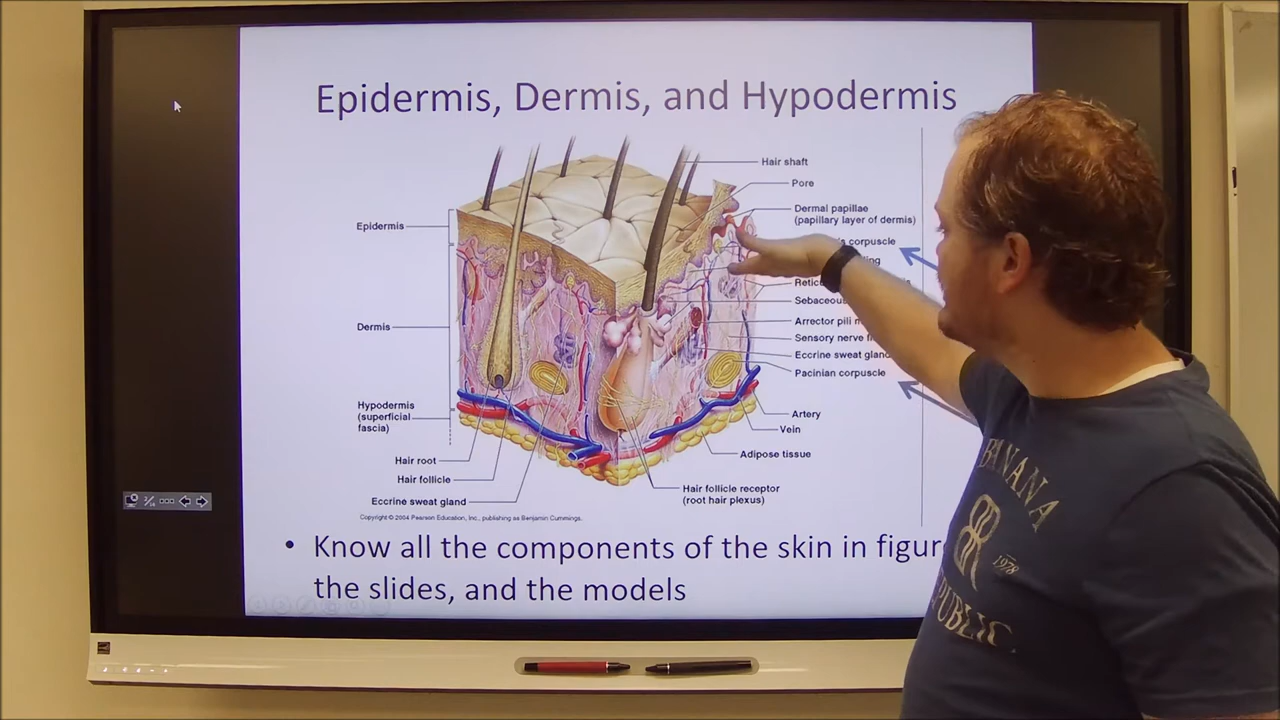 Epidermis, Dermis, and Hypodermis
Hair shaft
Pore
Dermal papillae
(papillary layer of dermis)
corpuscle
Epidermis
Sebaceous
Arrector pili
Dermis
Sensory nerve
Eccrine sweat gland
Pacinian corpuscle
Hypodermis
(superficial
fascia)
Artery
Vein
Adipose tissue
Hair root
Hair follicle
Eccrine sweat gland
Hair follicle receptor
(root hair plexus)
Copyright © 2004 Pearson Education, Inc., publishing as Benjamin Cummings.
• Know all the components of the skin in
the slides, and the models
BANANA
BR
1978
REPUBLIC